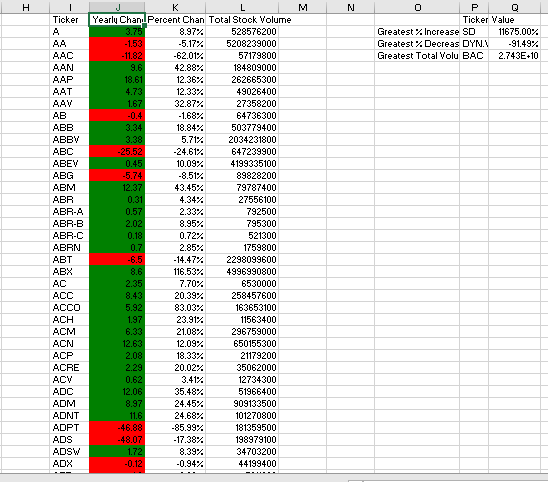 H I J K L M N O P Q
Ticker Yearly Chan Percent Chan Total Stock Volume Ticker Value
A 3.75 8.97% 528576200 Greatest % Increase SD 11675.00%
AA -1.53 -5.17% 5208239000 Greatest % Decreas DYN.V -91.49%
AAC -11.82 -62.01% 57179800 Greatest Total Volu BAC 2.743E+10
AAN 9.6 42.88% 184809000
AAP 18.61 12.36% 262665300
AAT 4.73 12.33% 49026400
AAV 1.67 32.87% 27358200
AB -0.4 -1.68% 64736300
ABB 3.34 18.84% 503779400
ABBV 3.38 5.71% 2034231800
ABC -25.52 -24.61% 647239900
ABEV 0.45 10.09% 4199335100
ABG -5.74 -8.51% 89828200
ABM 12.37 43.45% 79787400
ABR 0.31 4.34% 27556100
ABR-A 0.57 2.33% 792500
ABR-B 2.02 8.95% 795300
ABR-C 0.18 0.72% 521300
ABRN 0.7 2.85% 1759800
ABT -6.5 -14.47% 2298099600
ABX 8.6 116.53% 4996990800
AC 2.35 7.70% 6530000
ACC 8.43 20.39% 258457600
ACCO 5.92 83.03% 163653100
ACH 1.97 23.91% 11563400
ACM 6.33 21.08% 296759000
ACN 12.63 12.09% 650155300
ACP 2.08 18.33% 21179200
ACRE 2.29 20.02% 35062000
ACV 0.62 3.41% 12734300
ADC 12.06 35.48% 51966400
ADM 8.97 24.45% 909133500
ADNT 11.6 24.68% 101270800
ADPT -46.38 -85.99% 181359500
ADS -48.07 -17.38% 198979100
ADSW 1.72 8.39% 34703200
ADX -0.12 -0.94% 44199400